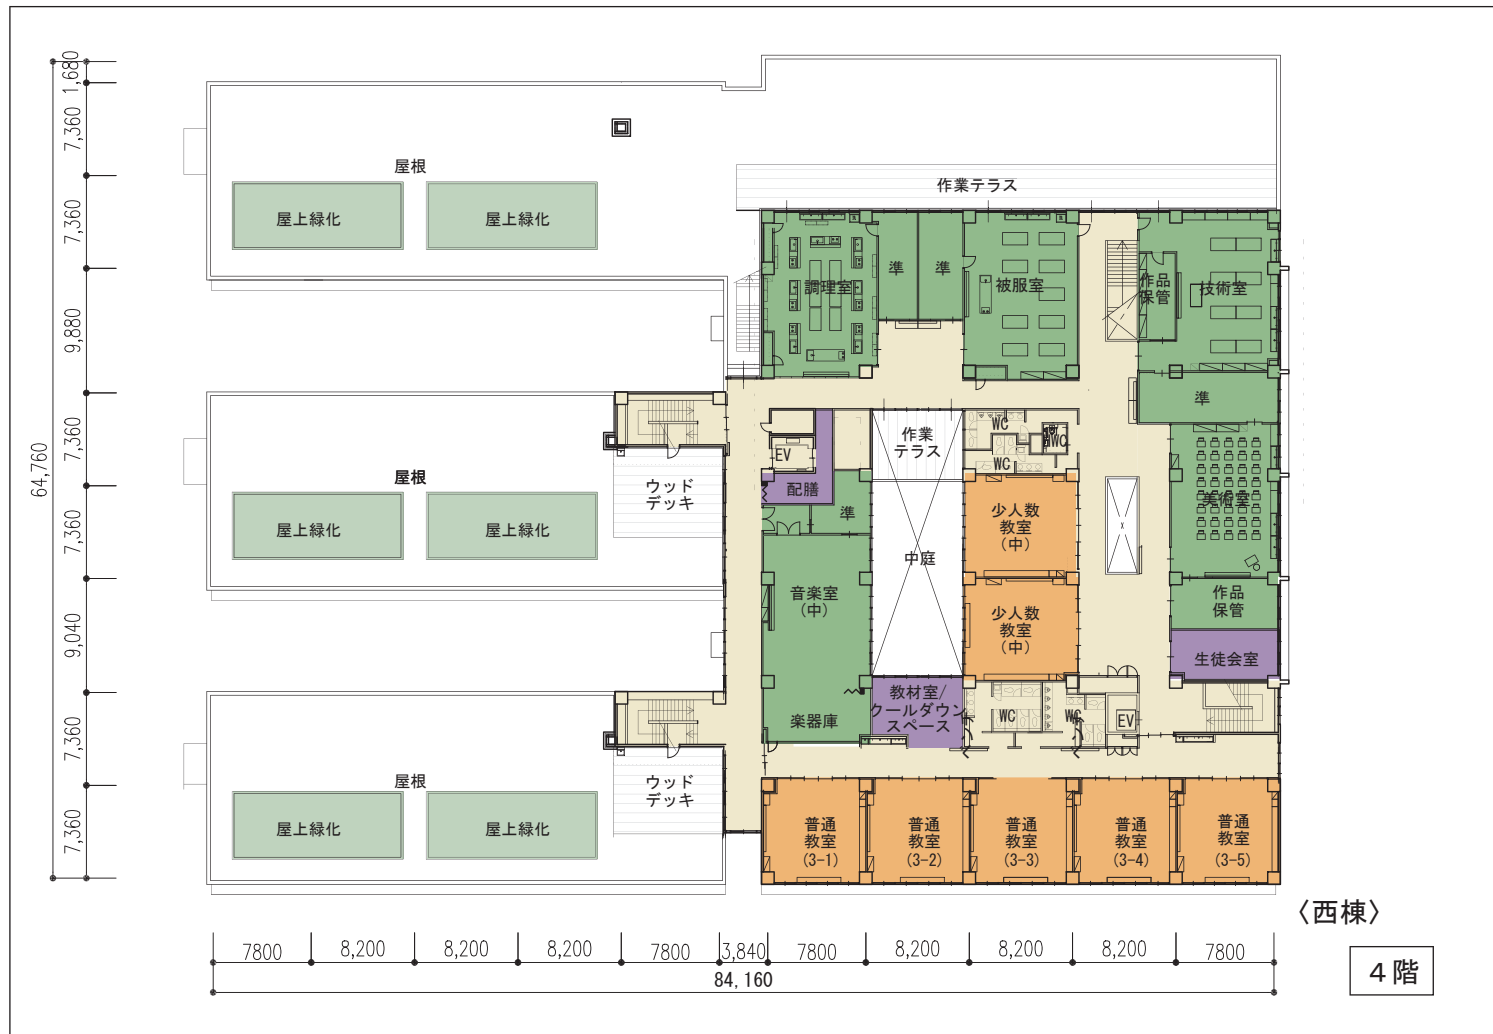 1,680
7,360
7,360
9,880
7,360
7,360
9,040
7,360
7,360
64,760
屋根
屋上緑化
屋上緑化
作業テラス
調理室
準
準
被服室
作品
保管
技術室
準
屋根
屋上緑化
屋上緑化
ウッド
デッキ
EV
配膳
準
作業
テラス
WC
WC
WC
少人数
教室
(中)
美術室
中庭
音楽室
(中)
少人数
教室
(中)
作品
保管
生徒会室
楽器庫
教材室/
クールダウン
スペース
WC
WC
EV
屋根
屋上緑化
屋上緑化
ウッド
デッキ
普通
教室
(3-1)
普通
教室
(3-2)
普通
教室
(3-3)
普通
教室
(3-4)
普通
教室
(3-5)
〈西棟〉
7800
8,200
8,200
8,200
7800
3,840
7800
8,200
8,200
8,200
7800
84,160
4階